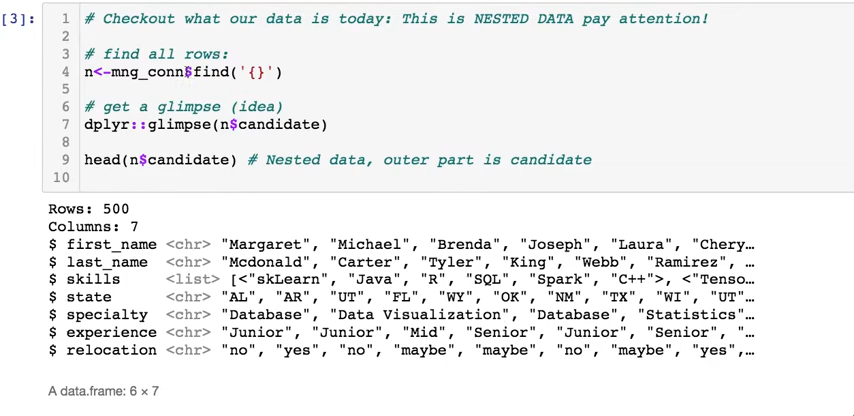 [3]:
1 # Checkout what our data is today: This is NESTED DATA pay attention!
2
3 # find all rows:
4 n<-mng_conn$find('{}')
5
6 # get a glimpse (idea)
7 dplyr::glimpse(n$candidate)
8
9 head(n$candidate) # Nested data, outer part is candidate
10
Rows: 500
Columns: 7
$ first_name <chr> "Margaret", "Michael", "Brenda", "Joseph", "Laura", "Chery…
$ last_name <chr> "Mcdonald", "Carter", "Tyler", "King", "Webb", "Ramirez", …
$ skills <list> [<"skLearn", "Java", "R", "SQL", "Spark", "C++">, <"Tenso…
$ state <chr> "AL", "AR", "UT", "FL", "WY", "OK", "NM", "TX", "WI", "UT"…
$ specialty <chr> "Database", "Data Visualization", "Database", "Statistics"…
$ experience <chr> "Junior", "Junior", "Mid", "Senior", "Junior", "Senior", "…
$ relocation <chr> "no", "yes", "no", "maybe", "maybe", "no", "maybe", "yes",…
A data.frame: 6 × 7